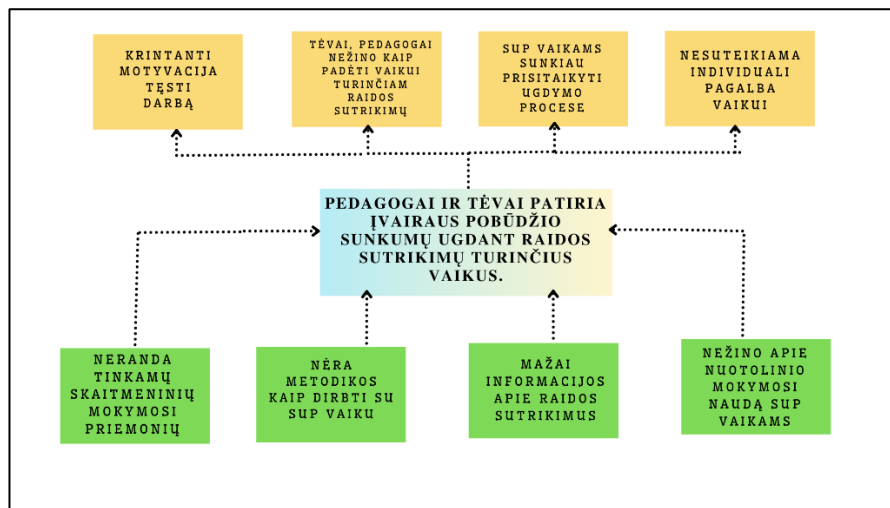 KRINTANTI
MOTYVACIJA
TĘSTI
DARBĄ
TĖVAI, PEDAGOGAI
NEŽINO KAIP
PADĖTI VAIKUI
TURINČIAM
RAIDOS
SUTRIKIMŲ
SUP VAIKAMS
SUNKIAU
PRISITAIKYTI
UGDYMO
PROCESE
NESUTEIKIAMA
INDIVIDUALI
PAGALBA
VAIKUI
PEDAGOGAI IR TĖVAI PATIRIA
ĮVAIRAUS POBŪDŽIO
SUNKUMŲ UGDANT RAIDOS
SUTRIKIMŲ TURINČIUS
VAIKUS.
NERANDA
TINKAMŲ
SKAITMENINIŲ
MOKYMOSI
PRIEMONIŲ
NĖRA
METODIKOS
KAIP DIRBTI SU
SUP VAIKU
MAŽAI
INFORMACIJOS
APIE RAIDOS
SUTRIKIMUS
NEŽINO APIE
NUOTOLINIO
MOKYMOSI
NAUDĄ SUP
VAIKAMS